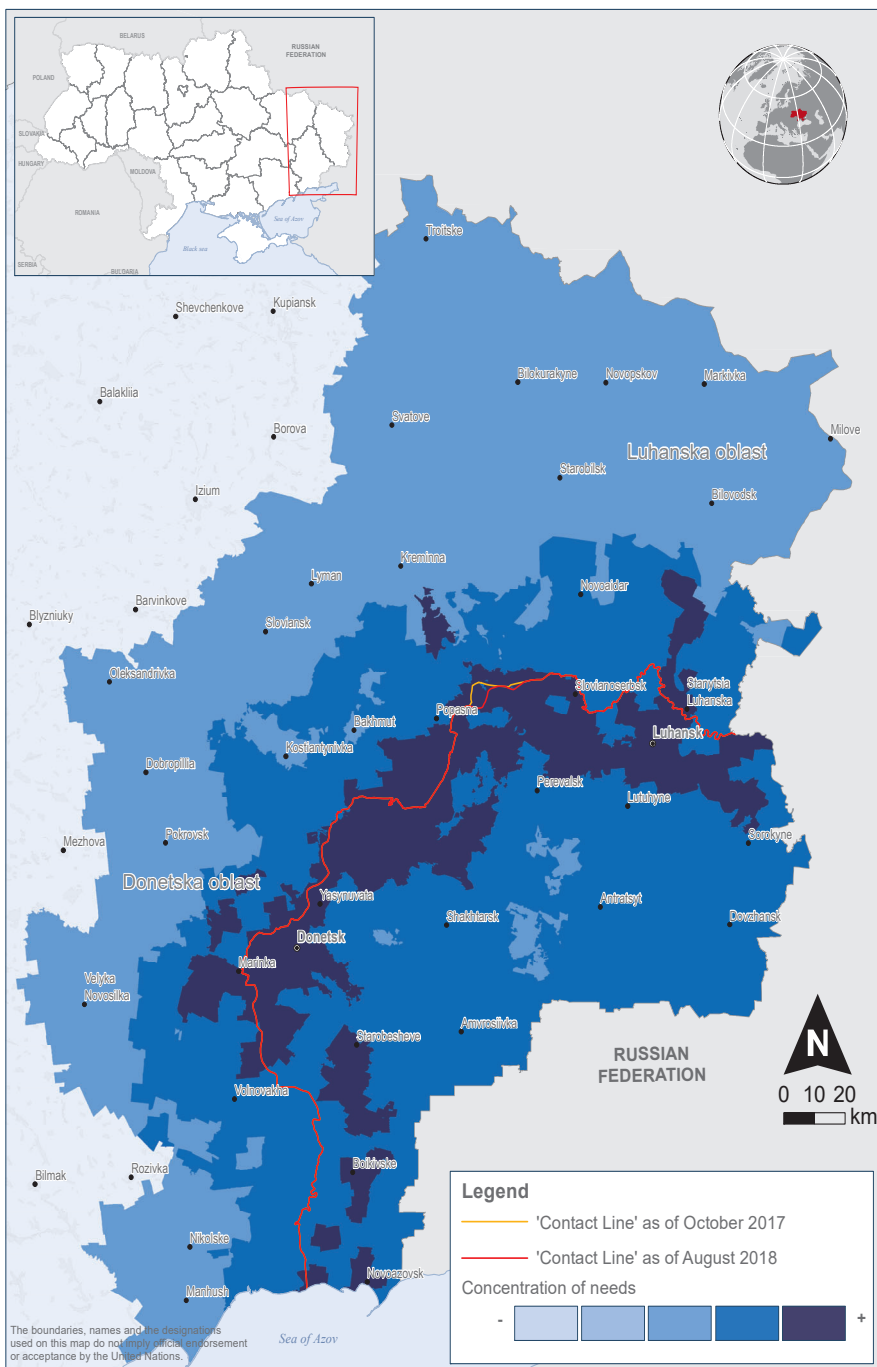 BELARUS
RUSSIAN
FEDERATION
POLAND
SLOVAKIA
HUNGARY
MOLDOVA
ROMANIA
Sea of Azov
Black sea
SERBIA
BULGARIA
Troitske
Shevchenkove
Kupiansk
Bilokurakyne
Novopskov
Markivka
Balakliia
Svatove
Borova
Milove
Luhanska oblast
Starobilsk
Izium
Bilovodsk
Kreminna
Lyman
Novoaidar
Barvinkove
Blyzniuky
Sloviansk
Oleksandrivka
Stanytsia
Luhanska
Slovianoserbsk
Popasna
Bakhmut
Luhansk
Kostiantynivka
Dobropillia
Perevalsk
Lutuhyne
Mezhova
Pokrovsk
Sorokyne
Donetska oblast
Yasynuvata
Antratsyt
Shakhtarsk
Dovzhansk
Donetsk
Marinka
Velyka
Novosilka
Amvrosiivka
Starobesheve
RUSSIAN
FEDERATION
N
0 10 20
km
Volnovakha
Rozivka
Boikivske
Bilmak
Nikolske
Novoazovsk
Manhush
Sea of Azov
Legend
'Contact Line' as of October 2017
'Contact Line' as of August 2018
Concentration of needs
- +
The boundaries, names and the designations
used on this map do not imply official endorsement
or acceptance by the United Nations.